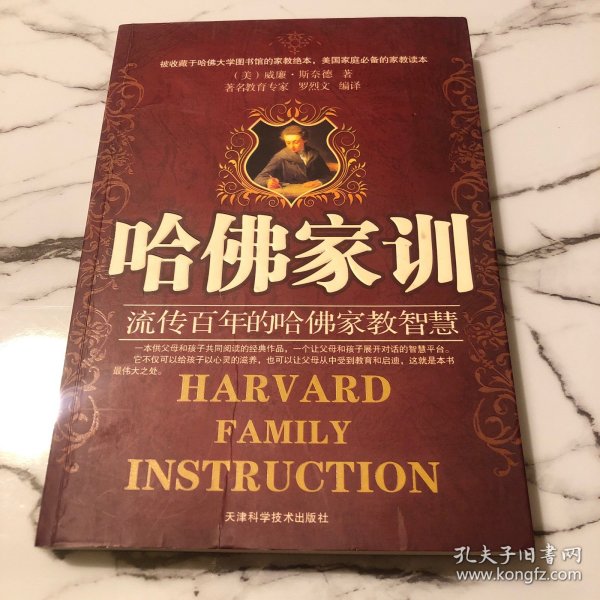 被收藏于哈佛大学图书馆的家教绝本，美国家庭必备的家教读本
（美）威廉·斯奈德 著
著名教育专家 罗烈文 编译
哈佛家训
流传百年的哈佛家教智慧
一本供父母和孩子共同阅读的经典作品，一个让父母和孩子展开对话的智慧平台。
它不仅可以给孩子以心灵的滋养，也可以让父母从中受到教育和启迪，这就是本书
最伟大之处。
HARVARD
FAMILY
INSTRUCTION
天津科学技术出版社
孔夫子旧书网
www.kongfz.com